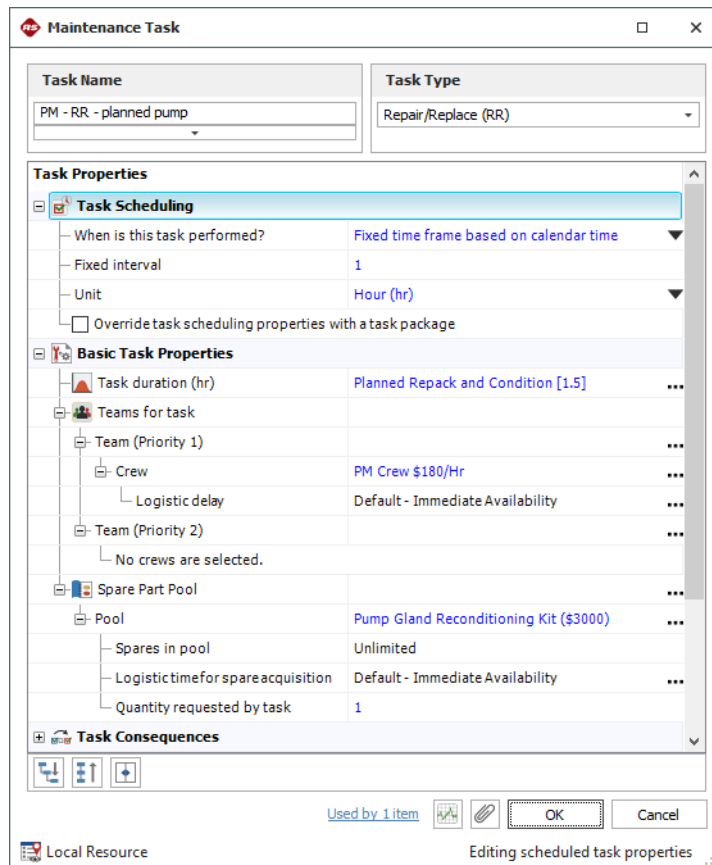 RS Maintenance Task
Task Name
Task Type
PM - RR - planned pump
Repair/Replace (RR)
Task Properties
Task Scheduling
When is this task performed? Fixed time frame based on calendar time
Fixed interval 1
Unit Hour (hr)
Override task scheduling properties with a task package
Basic Task Properties
Task duration (hr) Planned Repack and Condition [1.5]
Teams for task
Team (Priority 1)
Crew PM Crew $180/Hr
Logistic delay Default - Immediate Availability
Team (Priority 2)
No crews are selected.
Spare Part Pool
Pool Pump Gland Reconditioning Kit ($3000)
Spares in pool Unlimited
Logistic time for spare acquisition Default - Immediate Availability
Quantity requested by task 1
Task Consequences
Used by 1 item OK Cancel
Local Resource Editing scheduled task properties